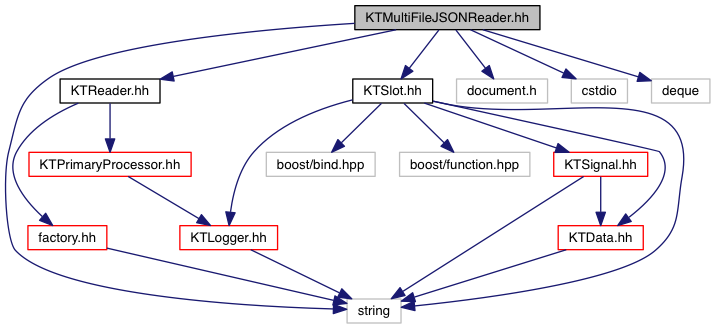 KTMultiFileJSONReader.hh
KTReader.hh
KTSlot.hh
document.h
cstdio
deque
KTPrimaryProcessor.hh
boost/bind.hpp
boost/function.hpp
KTSignal.hh
factory.hh
KTLogger.hh
KTData.hh
string